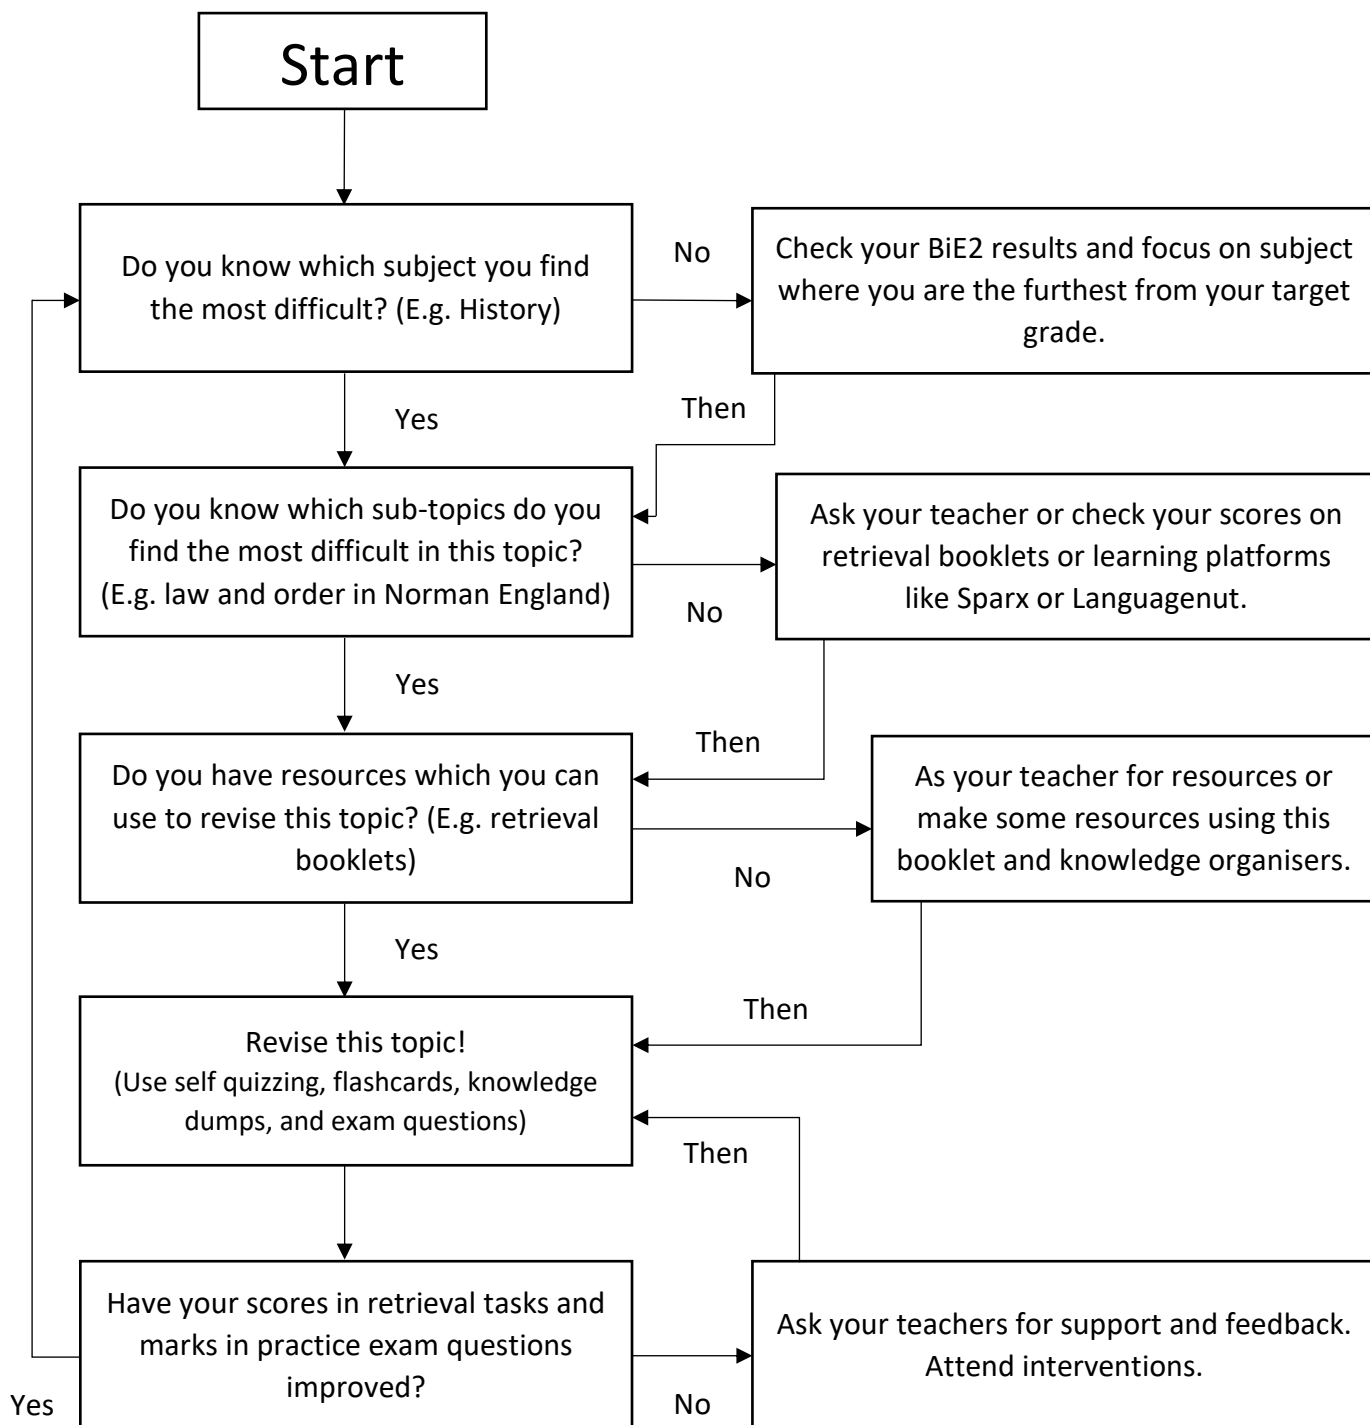 Start
Do you know which subject you find
the most difficult? (E.g. History)
No
Check your BiE2 results and focus on subject
where you are the furthest from your target
grade.
Yes
Then
Do you know which sub-topics do you
find the most difficult in this topic?
(E.g. law and order in Norman England)
No
Ask your teacher or check your scores on
retrieval booklets or learning platforms
like Sparx or Languagenut.
Yes
Then
Do you have resources which you can
use to revise this topic? (E.g. retrieval
booklets)
No
As your teacher for resources or
make some resources using this
booklet and knowledge organisers.
Yes
Then
Revise this topic!
(Use self quizzing, flashcards, knowledge
dumps, and exam questions)
Then
Have your scores in retrieval tasks and
marks in practice exam questions
improved?
Yes
No
Ask your teachers for support and feedback.
Attend interventions.